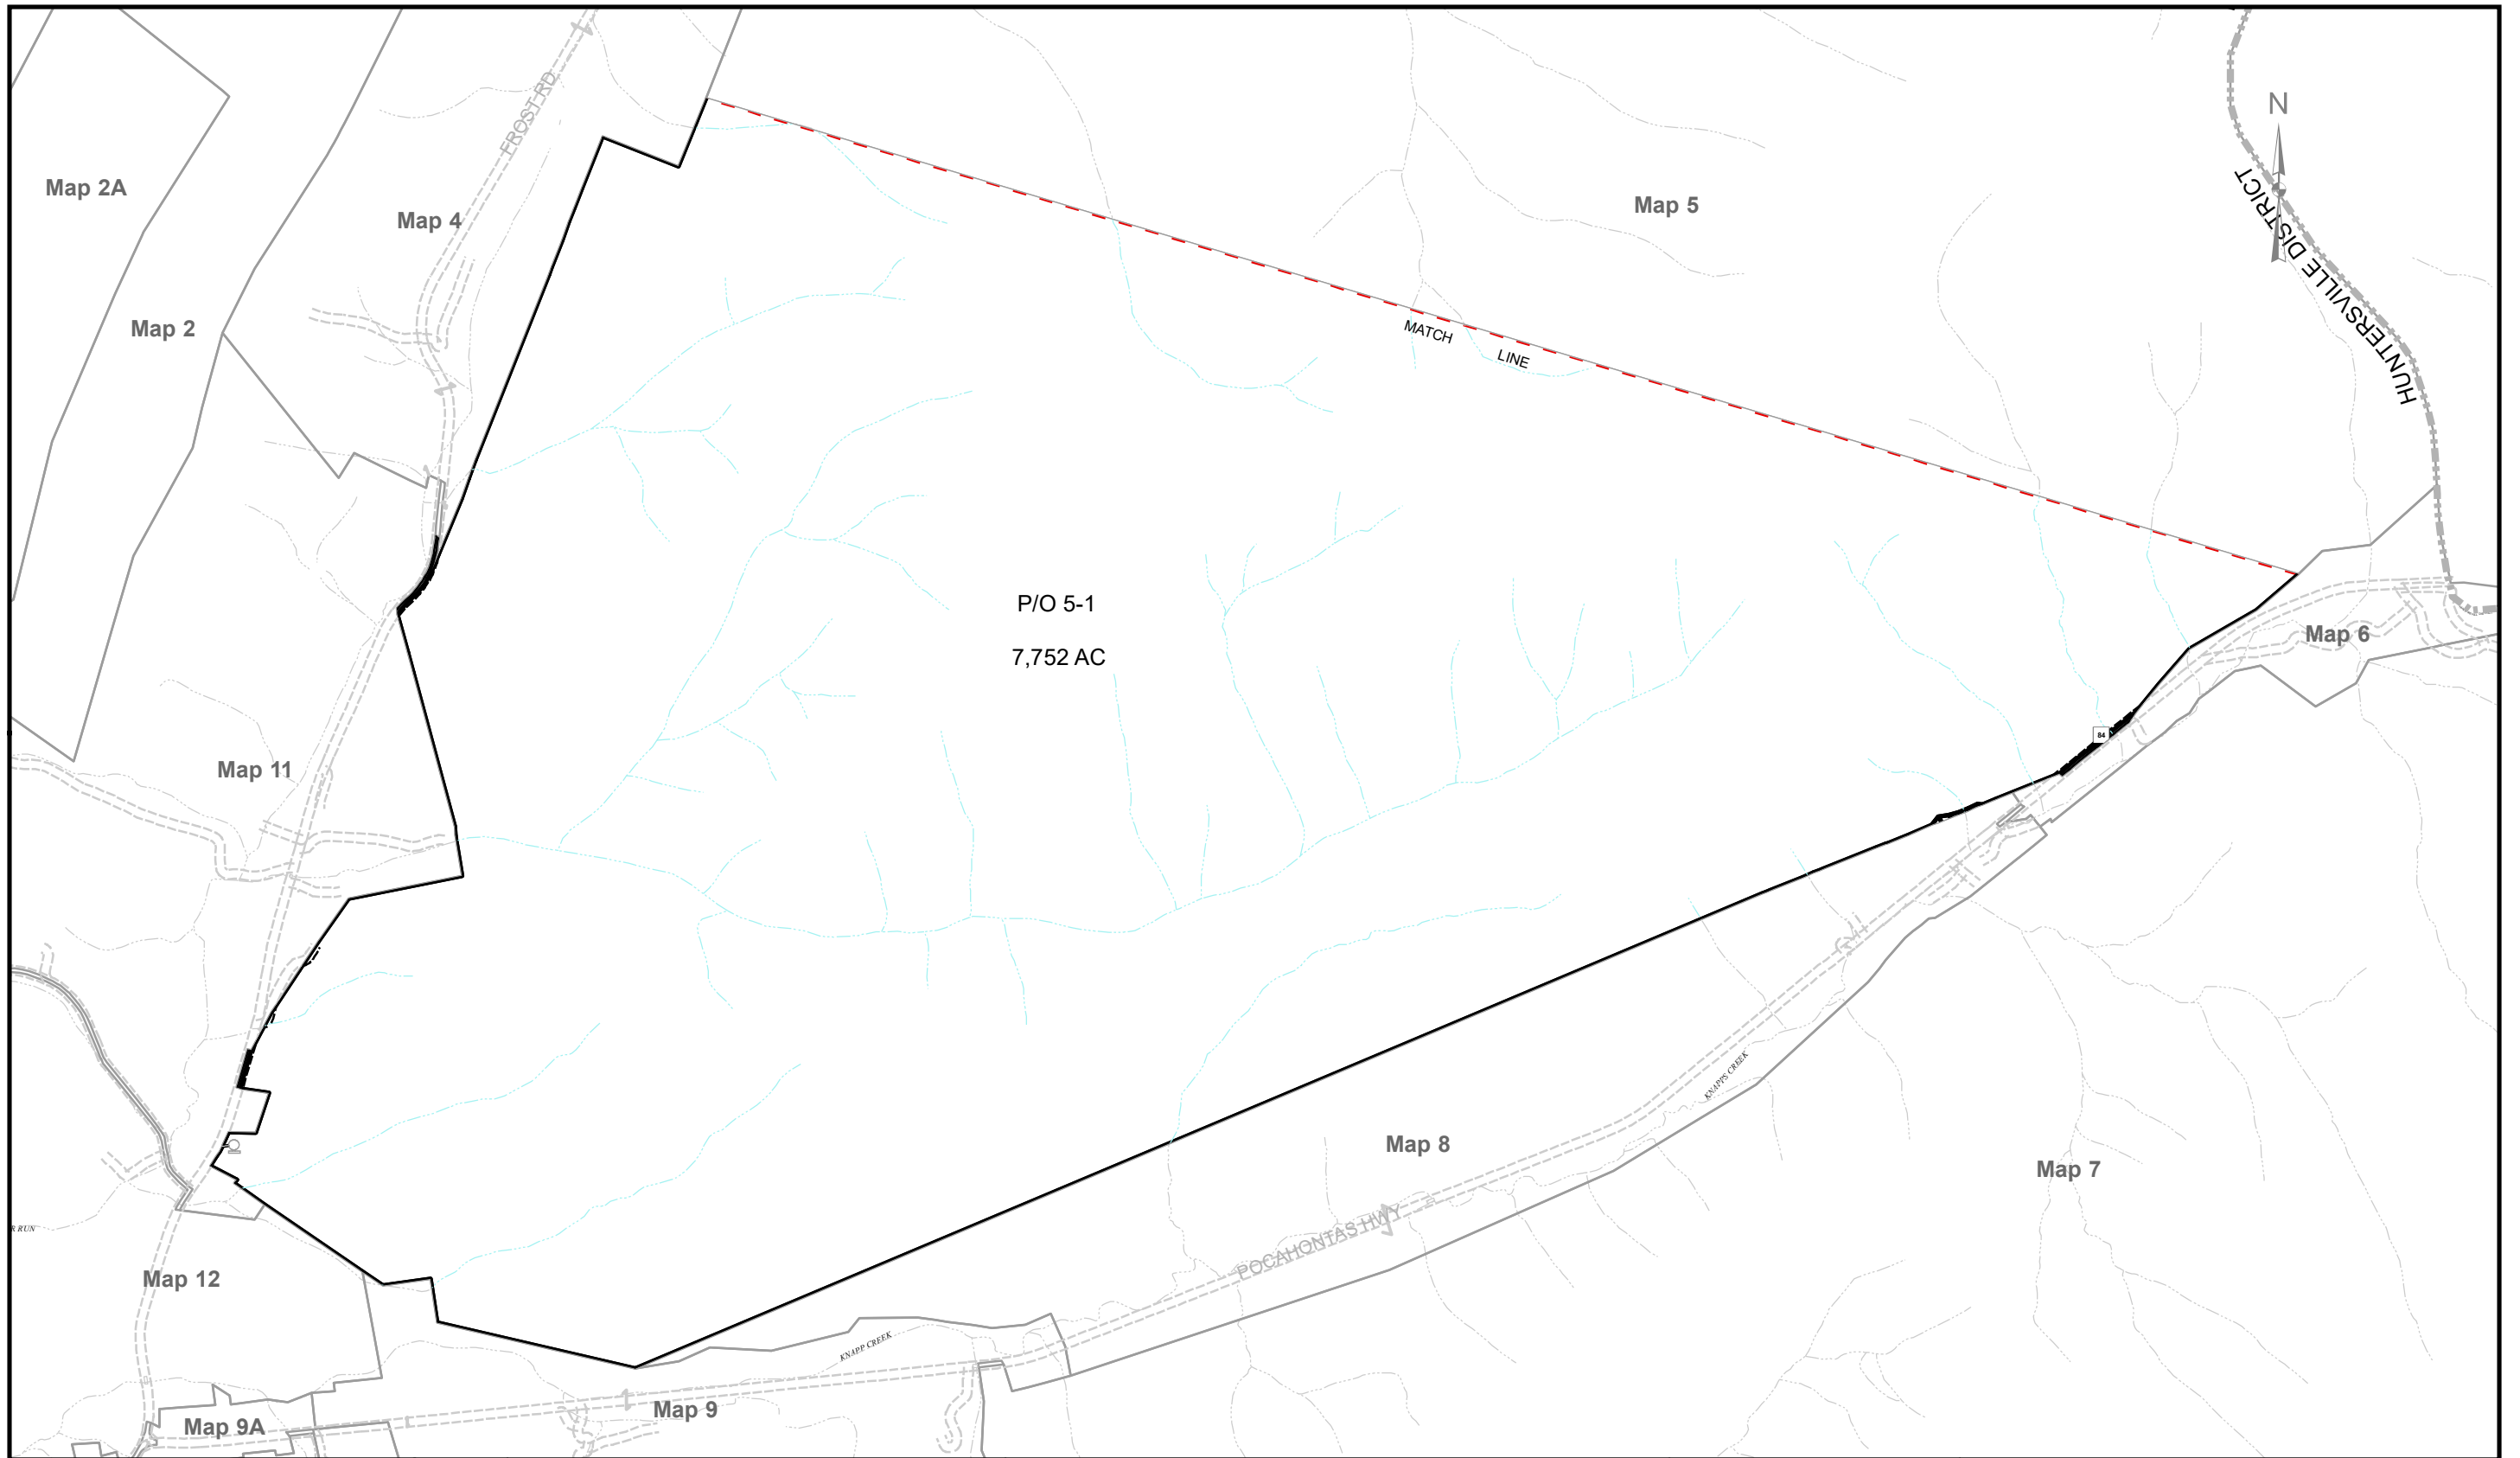 FROST RD
N
Map 2A
Map 4
Map 5
HUNTERSVILLE DISTRICT
Map 2
MATCH LINE
P/O 5-1
7,752 AC
Map 6
84
Map 11
KNAPPS CREEK
Map 8
Map 7
R RUN
POCAHONTAS HWY
Map 12
KNAPP CREEK
Map 9
Map 9A